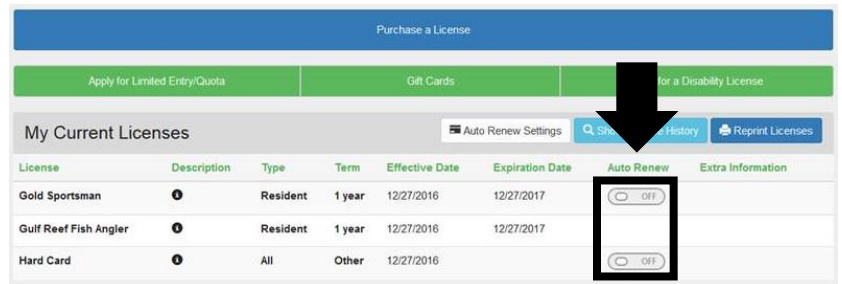 Purchase a License
Apply for Limited Entry/Quota Gift Cards for a Disability License
My Current Licenses Auto Renew Settings History Reprint Licenses
License Description Type Term Effective Date Expiration Date Auto Renew Extra Information
Gold Sportsman Resident 1 year 12/27/2016 12/27/2017 OFF
Gulf Reef Fish Angler Resident 1 year 12/27/2016 12/27/2017
Hard Card All Other 12/27/2016 OFF